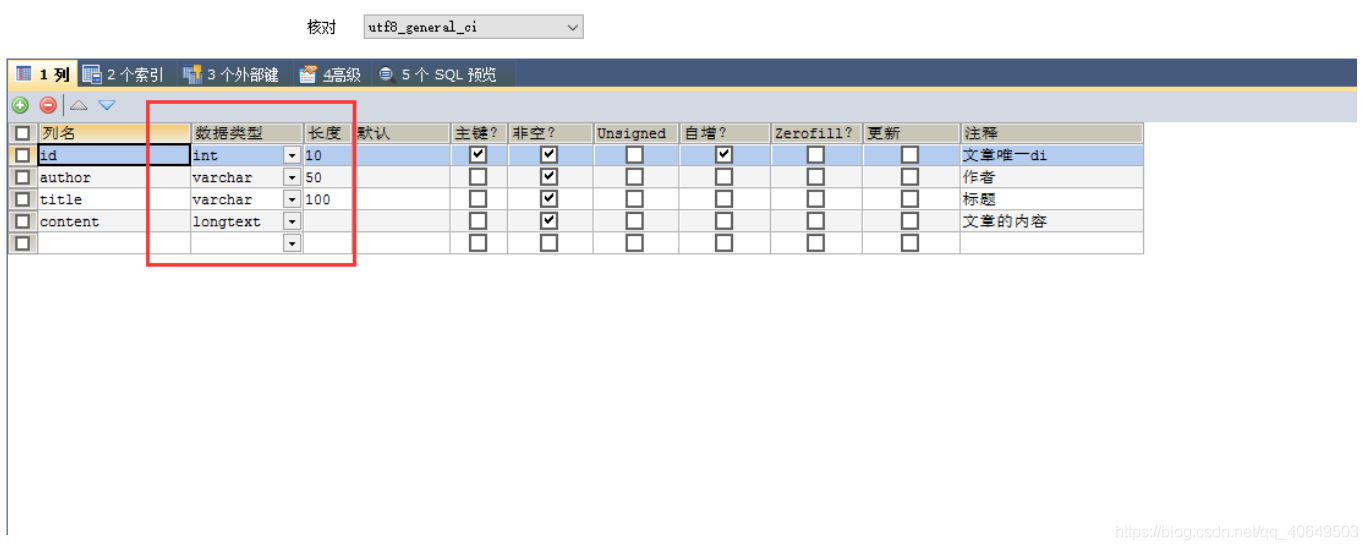 核对 utf8_general_ci
1 列 2 个索引 3 个外部键 4高级 5 个 SQL 预览
列名 数据类型 长度 默认 主键? 非空? Unsigned 自增? Zerofill? 更新 注释
id int 10 文章唯一di
author varchar 50 作者
title varchar 100 标题
content longtext 文章的内容
https://blog.csdn.net/qq_40649503